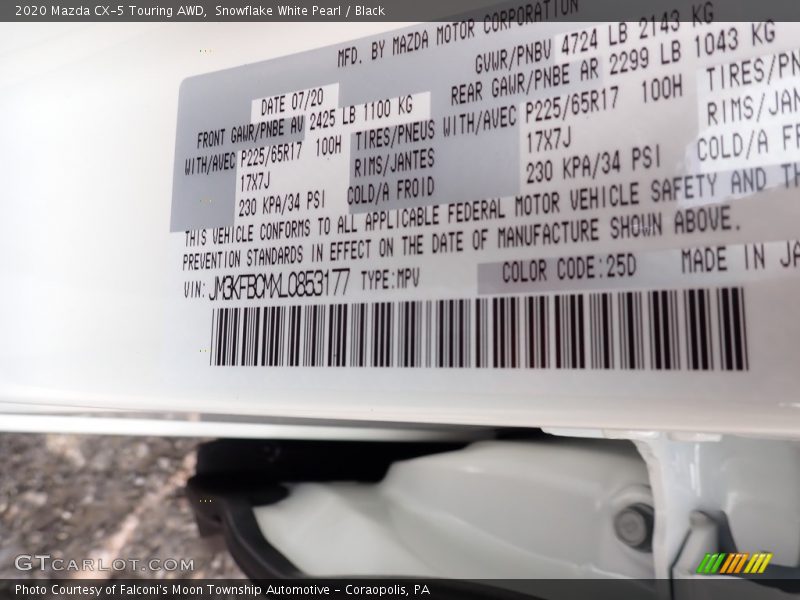 2020 Mazda CX-5 Touring AWD, Snowflake White Pearl / Black
MFD. BY MAZDA MOTOR CORPORATION
DATE 07/20
GVWR/PNBV 4724 LB 2143 KG
FRONT GAWR/PNBE AV 2425 LB 1100 KG
REAR GAWR/PNBE AR 2299 LB 1043 KG
WITH/AVEC P225/65R17 100H TIRES/PNEUS WITH/AVEC P225/65R17 100H TIRES/PN
17X7J RIMS/JANTES 17X7J RIMS/JAN
230 KPA/34 PSI COLD/A FROID 230 KPA/34 PSI COLD/A FR
THIS VEHICLE CONFORMS TO ALL APPLICABLE FEDERAL MOTOR VEHICLE SAFETY AND TH
PREVENTION STANDARDS IN EFFECT ON THE DATE OF MANUFACTURE SHOWN ABOVE.
VIN: JM3KFBCMXL0853177 TYPE:MPV COLOR CODE:25D MADE IN JA
GTCARLOT.COM
Photo Courtesy of Falconi's Moon Township Automotive – Coraopolis, PA